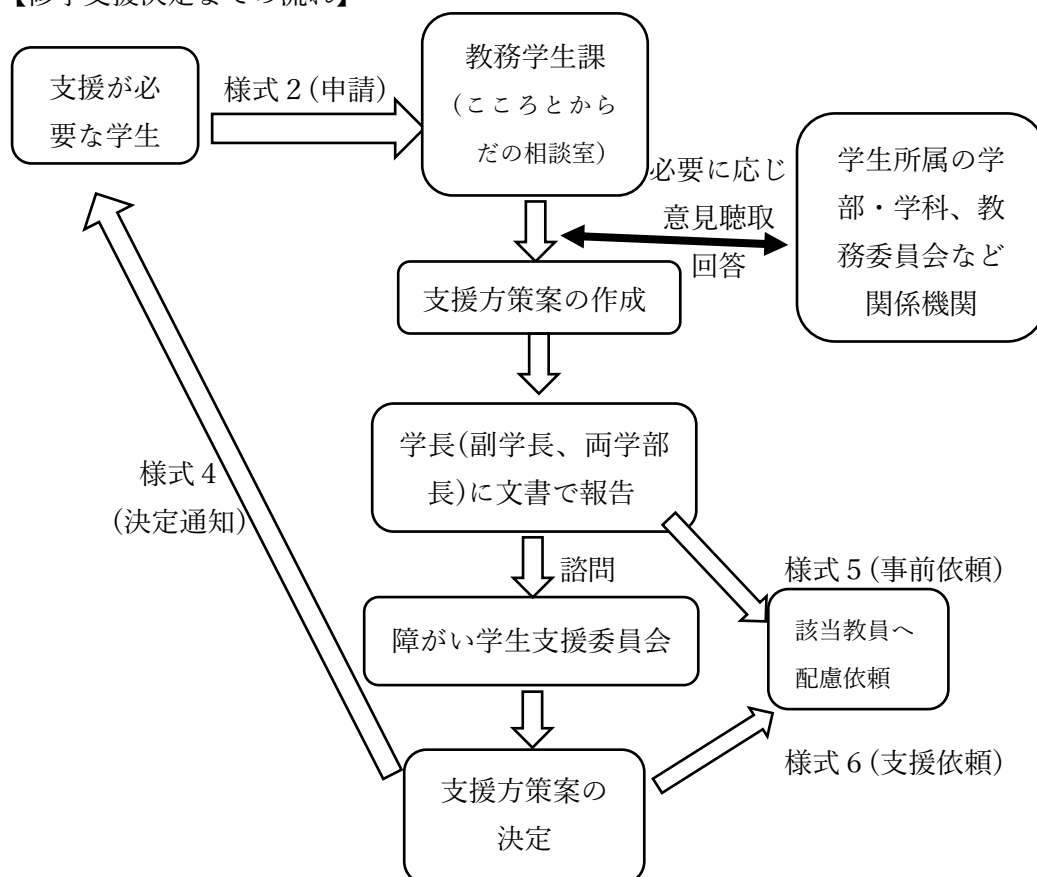 【修学支援決定までの流れ】
支援が必
要な学生
様式２(申請)
教務学生課
(こころとから
だの相談室)
必要に応じ
意見聴取
回答
学生所属の学
部・学科、教
務委員会など
関係機関
支援方策案の作成
学長(副学長、両学部
長)に文書で報告
様式４
(決定通知)
諮問
様式５(事前依頼)
障がい学生支援委員会
該当教員へ
配慮依頼
様式６(支援依頼)
支援方策案の
決定